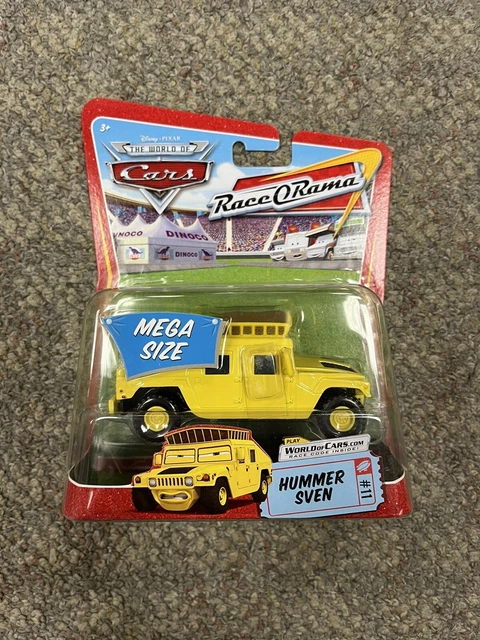 3+
Disney·PIXAR
THE WORLD OF
Cars
Race O Rama
NOCO
DINOCO
DINOCO
MEGA
SIZE
PLAY
WORLDOFCARS.COM
RACE CODE INSIDE!
HUMMER
SVEN
#11